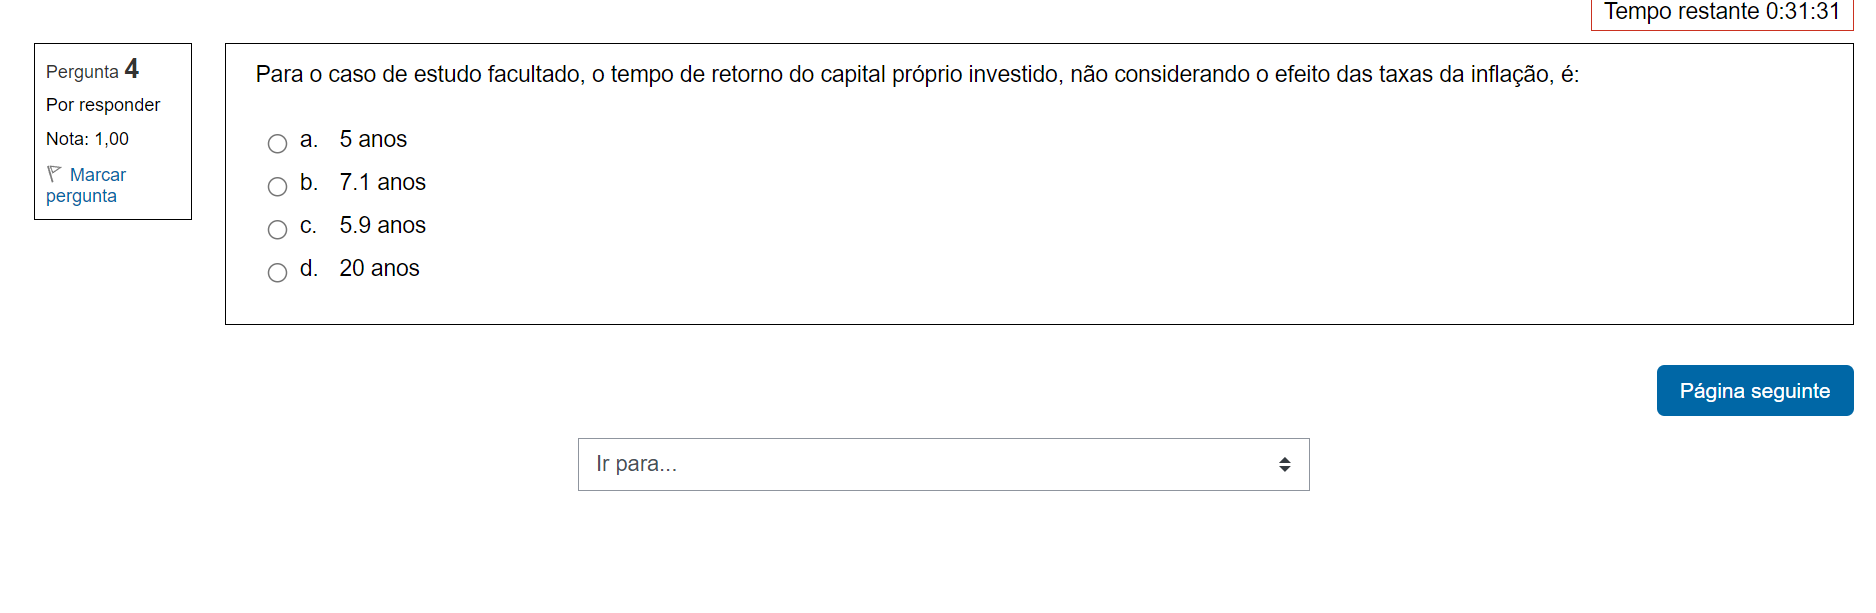 Tempo restante 0:31:31
Pergunta 4
Por responder
Nota: 1,00
Marcar
pergunta
Para o caso de estudo facultado, o tempo de retorno do capital próprio investido, não considerando o efeito das taxas da inflação, é:
a. 5 anos
b. 7.1 anos
c. 5.9 anos
d. 20 anos
Página seguinte
Ir para...